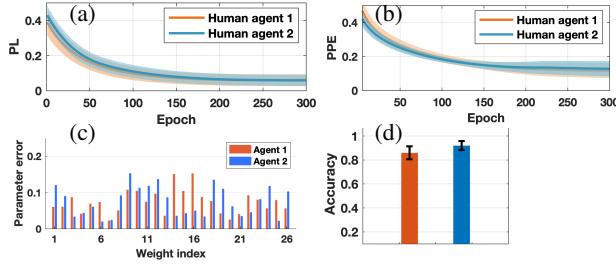 (a)
Human agent 1
Human agent 2
PL
0.4
0.2
0
0 50 100 150 200 250 300
Epoch
(b)
Human agent 1
Human agent 2
PPE
0.4
0.2
0
50 100 150 200 250 300
Epoch
(c)
Agent 1
Agent 2
Parameter error
0.2
0.1
0
1 6 11 16 21 26
Weight index
(d)
Accuracy
1
0.8
0.6
0.4
0.2